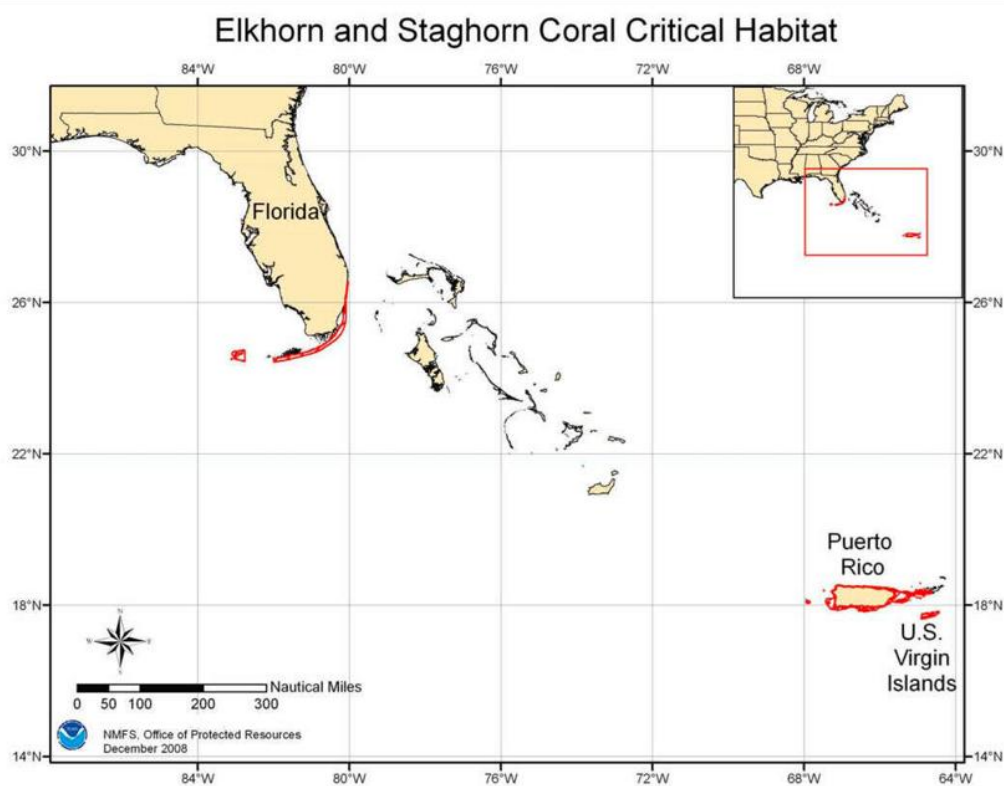 Elkhorn and Staghorn Coral Critical Habitat
84°W 80°W 76°W 72°W 68°W 64°W
30°N 30°N
Florida
26°N 26°N
22°N 22°N
Puerto
Rico
18°N 18°N
U.S.
Virgin
Islands
N
W E
S
Nautical Miles
0 50 100 200 300
NMFS, Office of Protected Resources
December 2008
14°N 14°N
84°W 80°W 76°W 72°W 68°W 64°W